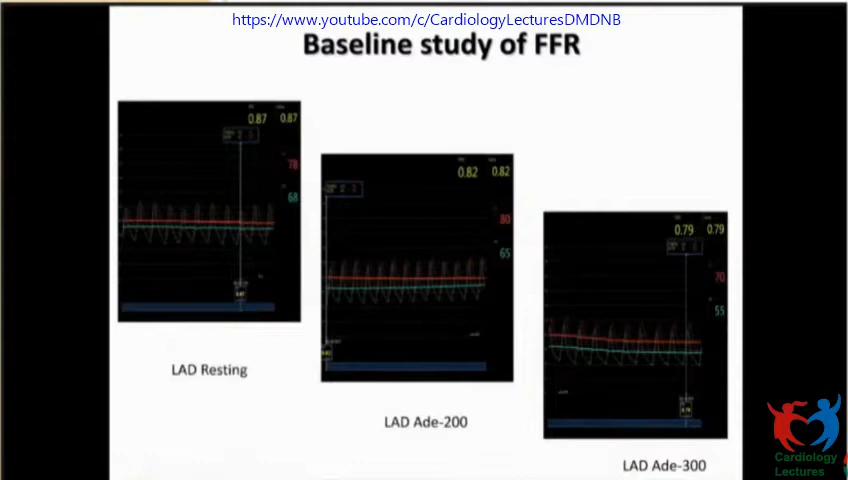 https://www.youtube.com/c/CardiologyLecturesDMDNB
Baseline study of FFR
0.87 0.87
78
68
LAD Resting
0.82 0.82
80
65
LAD Ade-200
0.79 0.79
70
55
LAD Ade-300
Cardiology
Lectures